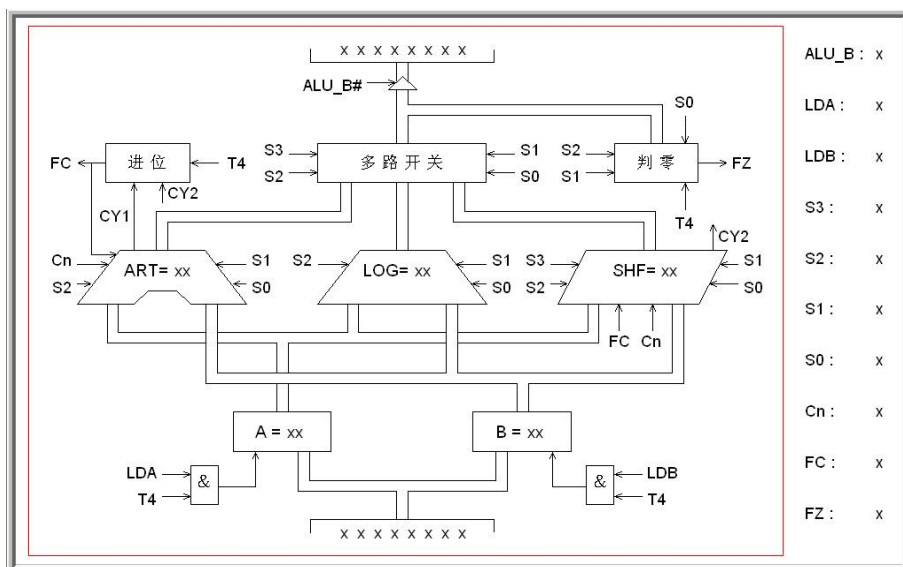 X X X X X X X X
ALU_B#
ALU_B : X
S0
LDA : X
FC
进 位
T4
S3
多 路 开 关
S1
S2
判 零
FZ
LDB : X
S2
S0
S1
CY1
CY2
T4
S3 : X
CY2
Cn
ART= XX
S1
S2
LOG= XX
S1
S3
SHF= XX
S1
S2 : X
S2
S0
S0
S2
S0
S1 : X
FC
Cn
S0 : X
Cn : X
A = XX
B = XX
LDA
&
T4
&
LDB
T4
FC : X
X X X X X X X X
FZ : X